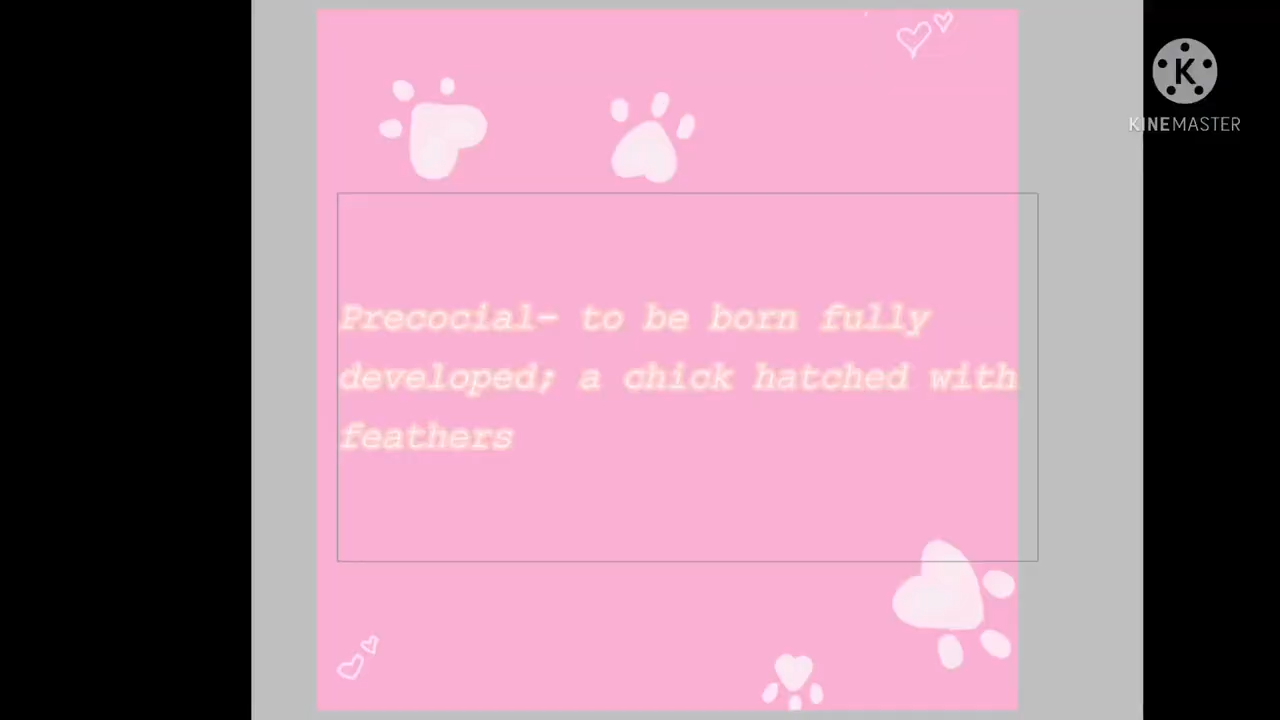 KINEMASTER
Precocial- to be born fully
developed; a chick hatched with
feathers